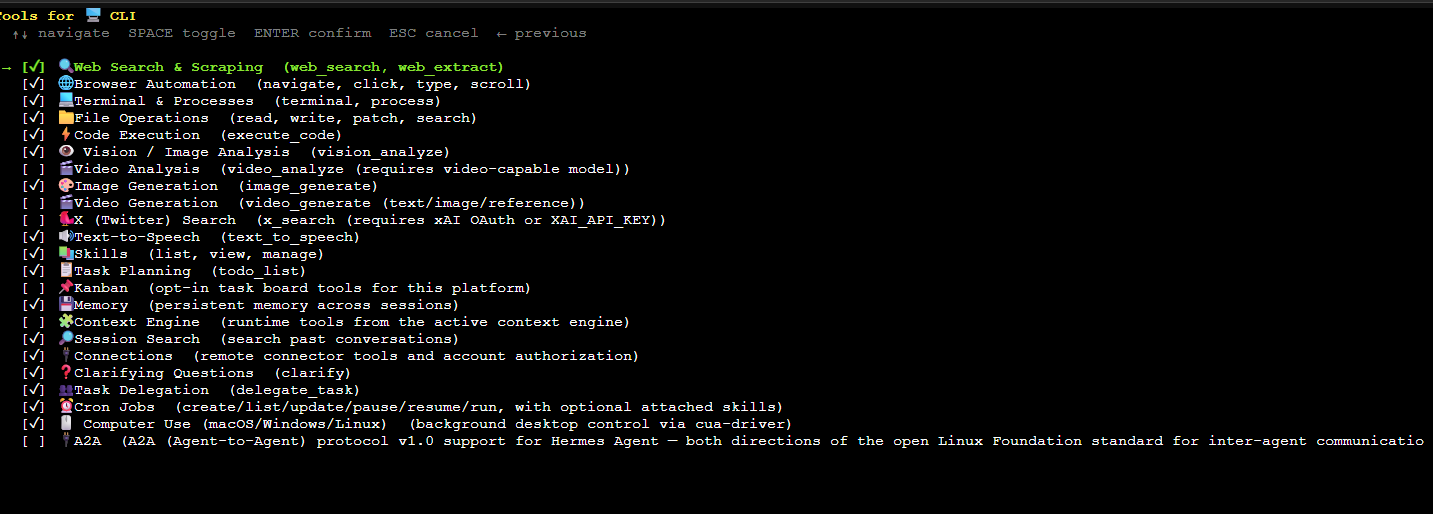 Tools for 🖥️ CLI
↑↓ navigate  SPACE toggle  ENTER confirm  ESC cancel  ← previous
→ [✓] 🔍Web Search & Scraping  (web_search, web_extract)
[✓] 🌐Browser Automation  (navigate, click, type, scroll)
[✓] 💻Terminal & Processes  (terminal, process)
[✓] 📁File Operations  (read, write, patch, search)
[✓] ⚡Code Execution  (execute_code)
[✓] 👁️ Vision / Image Analysis  (vision_analyze)
[ ] 🎬Video Analysis  (video_analyze (requires video-capable model))
[✓] 🎨Image Generation  (image_generate)
[ ] 🎬Video Generation  (video_generate (text/image/reference))
[ ] 🐦X (Twitter) Search  (x_search (requires xAI OAuth or XAI_API_KEY))
[✓] 🔊Text-to-Speech  (text_to_speech)
[✓] 📚Skills  (list, view, manage)
[✓] 📋Task Planning  (todo_list)
[ ] 📌Kanban  (opt-in task board tools for this platform)
[✓] 💾Memory  (persistent memory across sessions)
[ ] 🧩Context Engine  (runtime tools from the active context engine)
[✓] 🔎Session Search  (search past conversations)
[✓] 🔌Connections  (remote connector tools and account authorization)
[✓] ❓Clarifying Questions  (clarify)
[✓] 👥Task Delegation  (delegate_task)
[✓] ⏰Cron Jobs  (create/list/update/pause/resume/run, with optional attached skills)
[✓] 🖱️ Computer Use (macOS/Windows/Linux)  (background desktop control via cua-driver)
[ ] 🔌A2A  (A2A (Agent-to-Agent) protocol v1.0 support for Hermes Agent — both directions of the open Linux Foundation standard for inter-agent communicatio